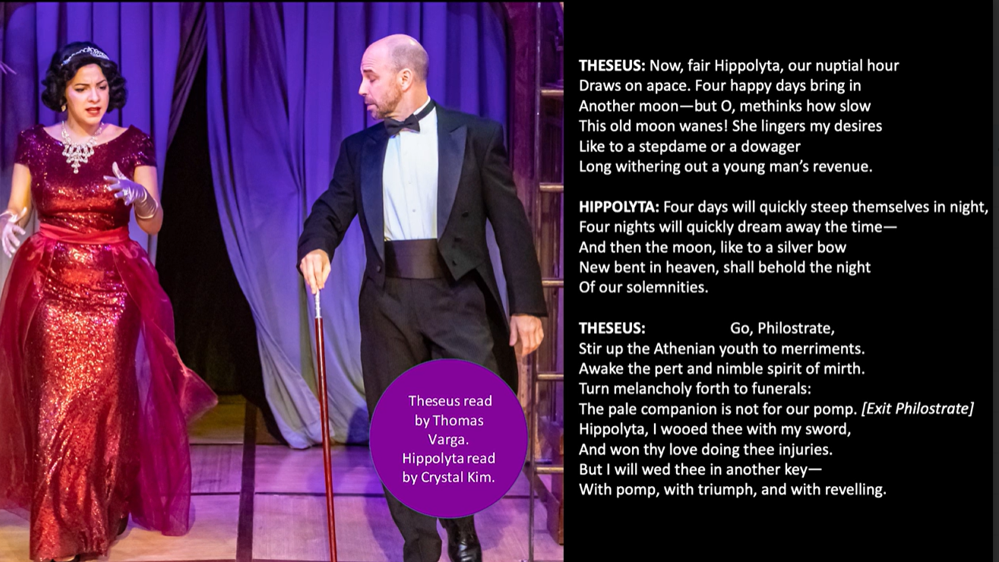 THESEUS: Now, fair Hippolyta, our nuptial hour
Draws on apace. Four happy days bring in
Another moon—but O, methinks how slow
This old moon wanes! She lingers my desires
Like to a stepdame or a dowager
Long withering out a young man’s revenue.
HIPPOLYTA: Four days will quickly steep themselves in night,
Four nights will quickly dream away the time—
And then the moon, like to a silver bow
New bent in heaven, shall behold the night
Of our solemnities.
THESEUS: Go, Philostrate,
Stir up the Athenian youth to merriments.
Awake the pert and nimble spirit of mirth.
Turn melancholy forth to funerals:
The pale companion is not for our pomp. [Exit Philostrate]
Hippolyta, I wooed thee with my sword,
And won thy love doing thee injuries.
But I will wed thee in another key—
With pomp, with triumph, and with revelling.
Theseus read
by Thomas
Varga.
Hippolyta read
by Crystal Kim.